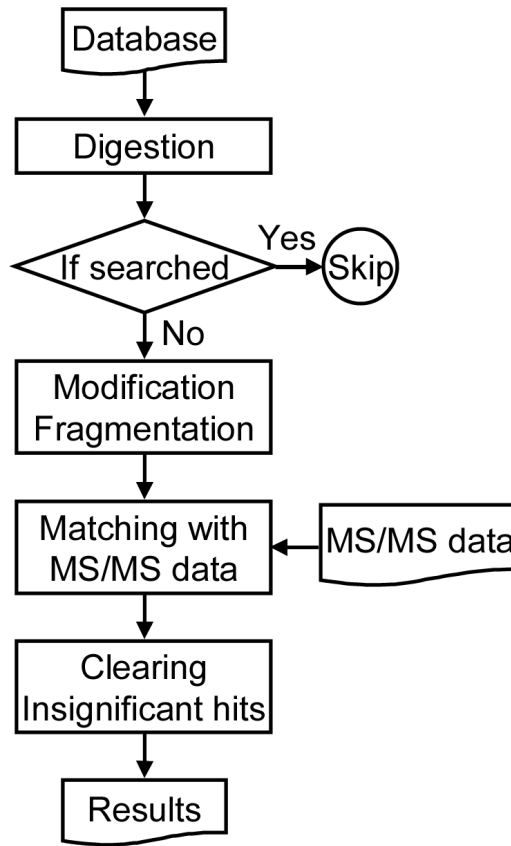 Database
Digestion
If searched
Yes
Skip
No
Modification
Fragmentation
Matching with
MS/MS data
MS/MS data
Clearing
Insignificant hits
Results